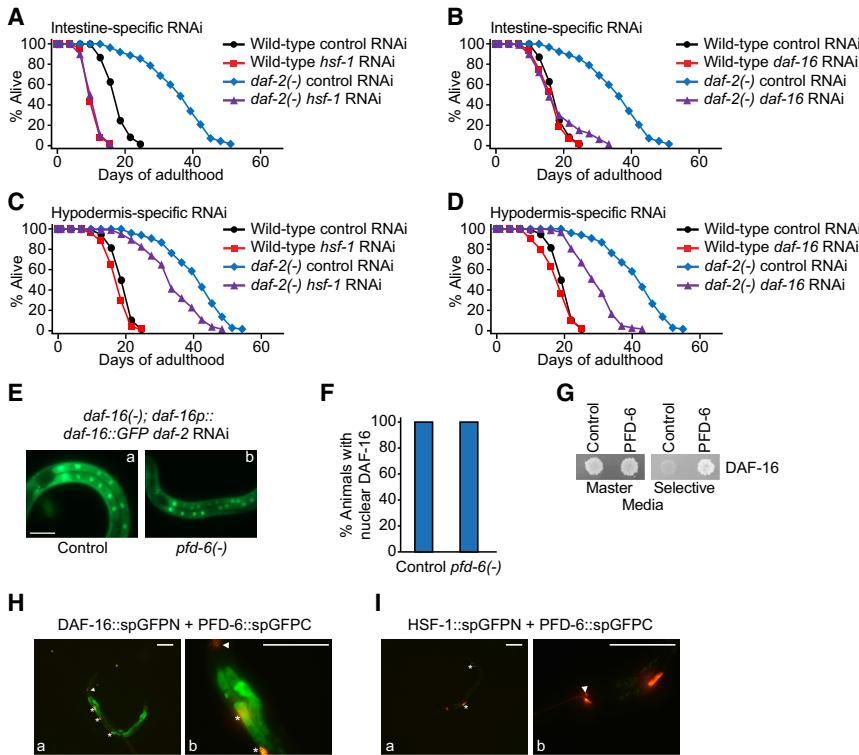 A
Intestine-specific RNAi
% Alive
100
80
60
40
20
0
0 20 40 60
Days of adulthood
Wild-type control RNAi
Wild-type hsf-1 RNAi
daf-2(-) control RNAi
daf-2(-) hsf-1 RNAi
B
Intestine-specific RNAi
% Alive
100
80
60
40
20
0
0 20 40 60
Days of adulthood
Wild-type control RNAi
Wild-type daf-16 RNAi
daf-2(-) control RNAi
daf-2(-) daf-16 RNAi
C
Hypodermis-specific RNAi
% Alive
100
80
60
40
20
0
0 20 40 60
Days of adulthood
Wild-type control RNAi
Wild-type hsf-1 RNAi
daf-2(-) control RNAi
daf-2(-) hsf-1 RNAi
D
Hypodermis-specific RNAi
% Alive
100
80
60
40
20
0
0 20 40 60
Days of adulthood
Wild-type control RNAi
Wild-type daf-16 RNAi
daf-2(-) control RNAi
daf-2(-) daf-16 RNAi
E
daf-16(-); daf-16p::
daf-16::GFP daf-2 RNAi
a
b
Control
pfd-6(-)
F
% Animals with
nuclear DAF-16
100
80
60
40
20
0
Control pfd-6(-)
G
Control
PFD-6
Control
PFD-6
DAF-16
Master Selective
Media
H
DAF-16::spGFPN + PFD-6::spGFPC
a
b
I
HSF-1::spGFPN + PFD-6::spGFPC
a
b